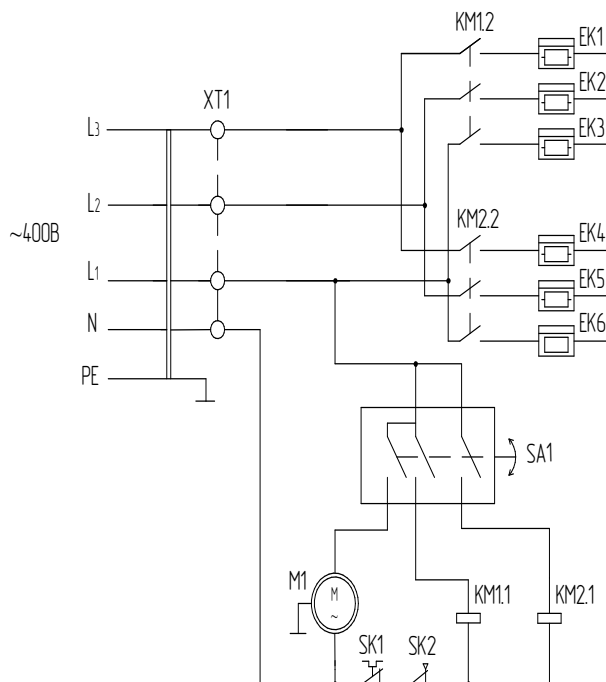 KM1.2
EK1
EK2
EK3
XT1
L3
L2
~400В
L1
N
PE
KM2.2
EK4
EK5
EK6
SA1
M1
M
~
KM1.1
KM2.1
SK1
SK2